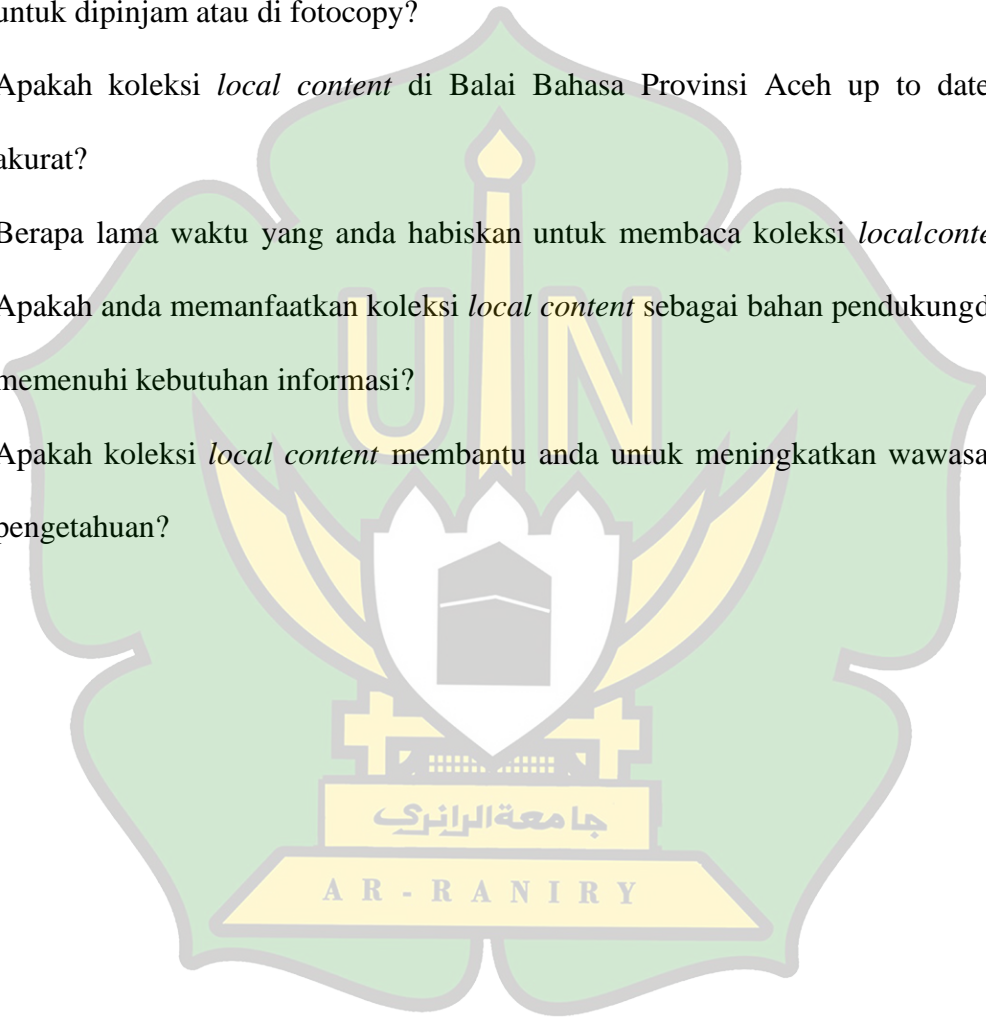 untuk dipinjam atau di fotocopy?
Apakah koleksi local content di Balai Bahasa Provinsi Aceh up to date
akurat?
Berapa lama waktu yang anda habiskan untuk membaca koleksi localconte
Apakah anda memanfaatkan koleksi local content sebagai bahan pendukungd
memenuhi kebutuhan informasi?
Apakah koleksi local content membantu anda untuk meningkatkan wawasa
pengetahuan?
UIN
جامعةالرانرک
AR-RANIRY